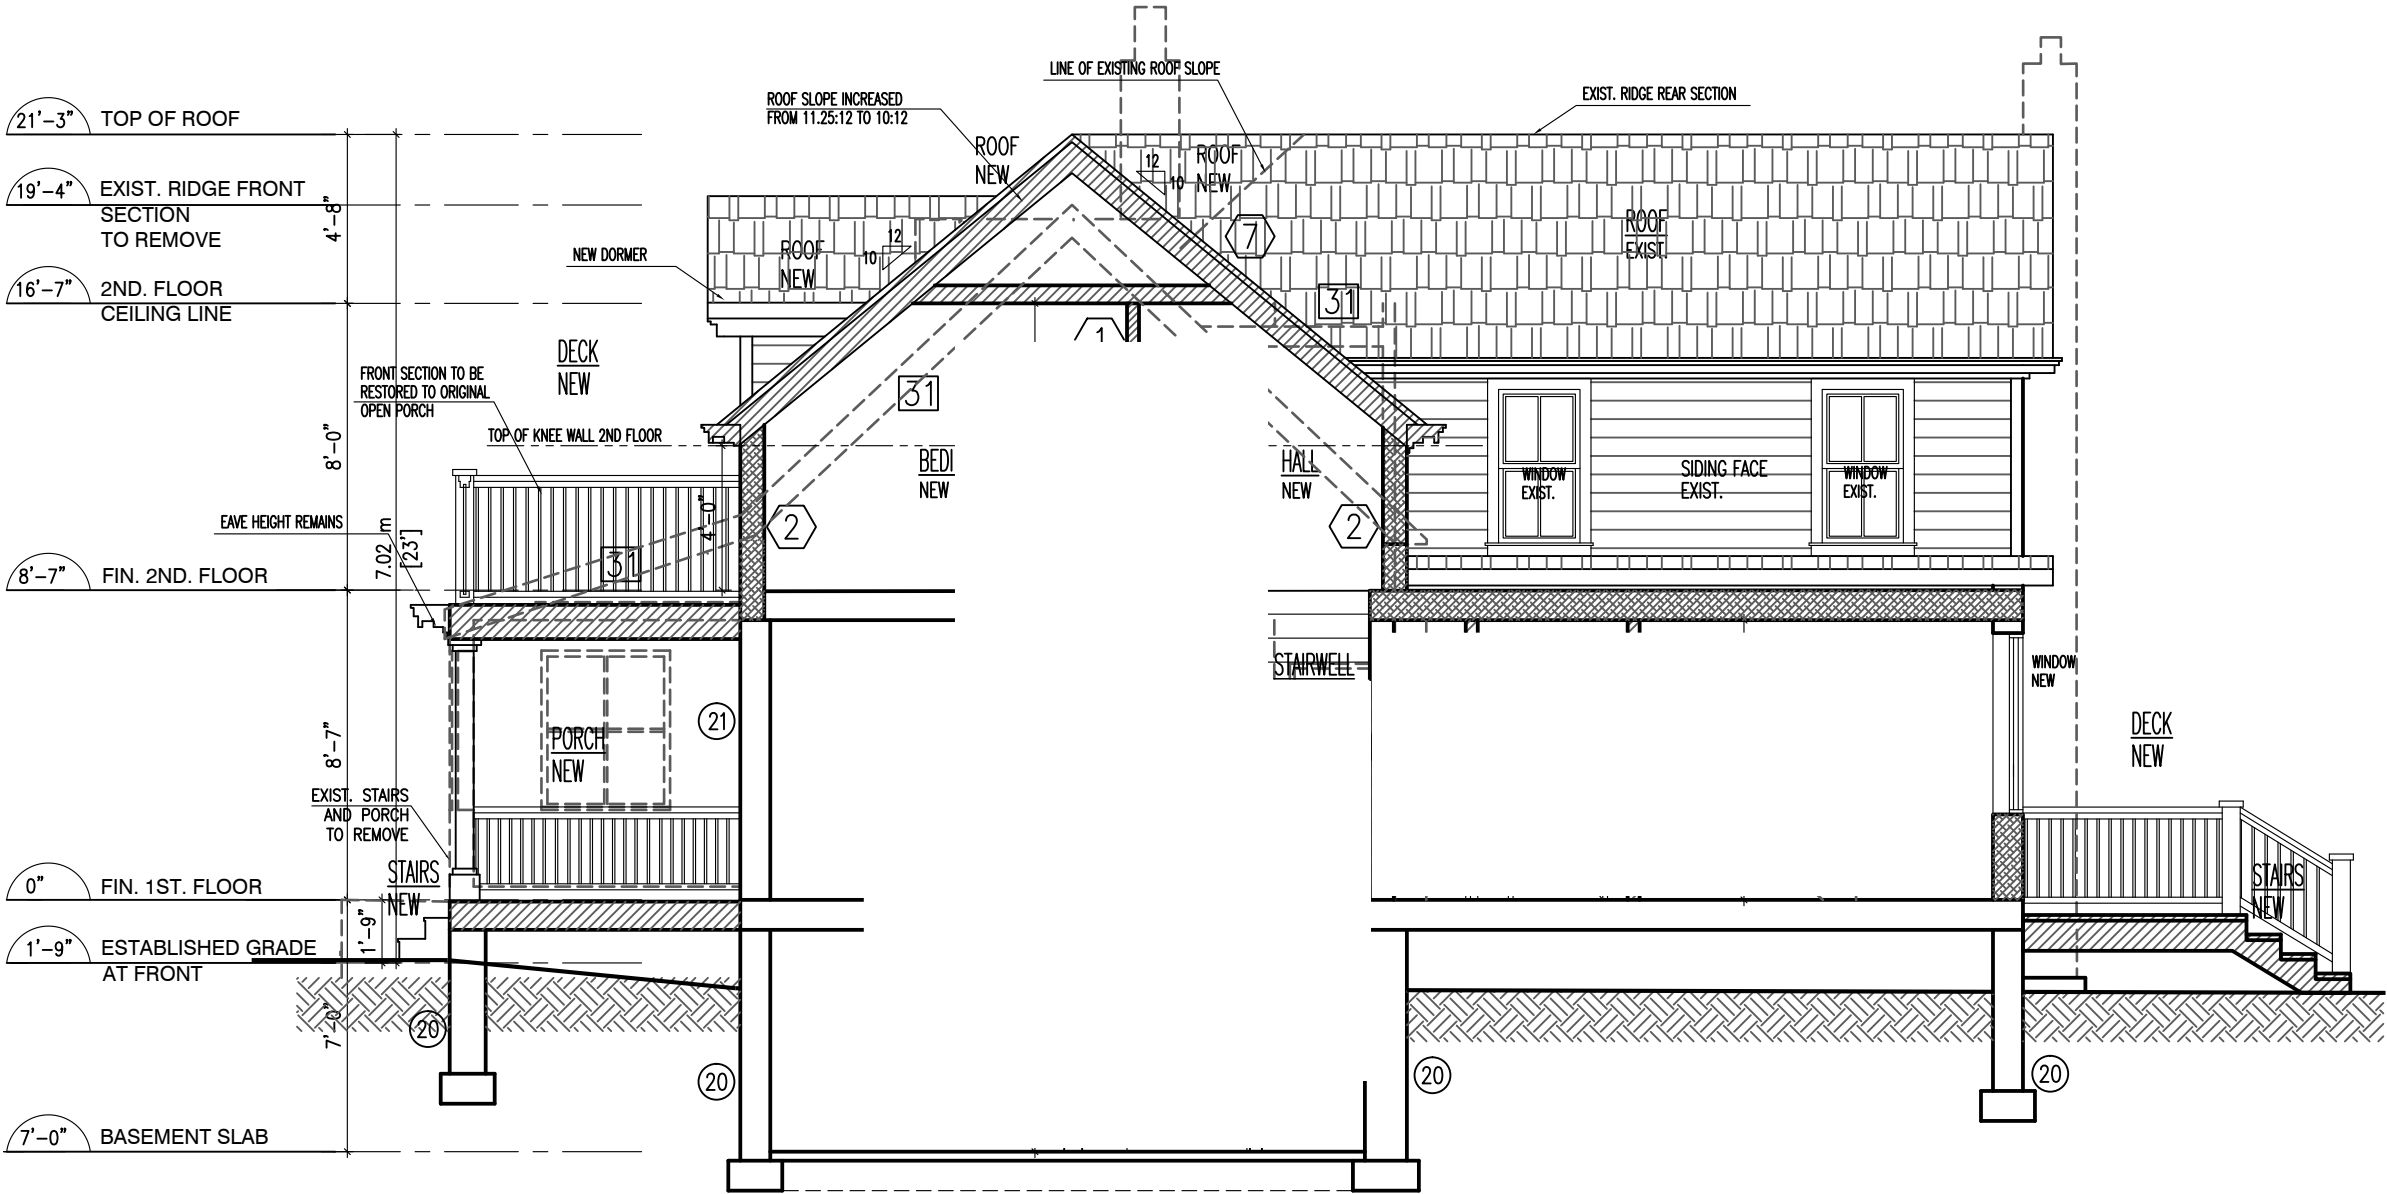 21'-3" TOP OF ROOF
19'-4" EXIST. RIDGE FRONT
SECTION
TO REMOVE
16'-7" 2ND. FLOOR
CEILING LINE
8'-7" FIN. 2ND. FLOOR
0" FIN. 1ST. FLOOR
1'-9" ESTABLISHED GRADE
AT FRONT
7'-0" BASEMENT SLAB
4'-8"
8'-0"
8'-7"
7'-0"
7.02 m
[23']
1'-9"
4'-0"
LINE OF EXISTING ROOF SLOPE
ROOF SLOPE INCREASED
FROM 11.25:12 TO 10:12
EXIST. RIDGE REAR SECTION
ROOF
NEW
12
10
ROOF
NEW
7
ROOF
EXIST.
NEW DORMER
ROOF
NEW
12
10
31
1
DECK
NEW
FRONT SECTION TO BE
RESTORED TO ORIGINAL
OPEN PORCH
31
TOP OF KNEE WALL 2ND FLOOR
BED
NEW
HALL
NEW
WINDOW
EXIST.
SIDING FACE
EXIST.
WINDOW
EXIST.
EAVE HEIGHT REMAINS
2
2
31
STAIRWELL
WINDOW
NEW
21
PORCH
NEW
DECK
NEW
EXIST. STAIRS
AND PORCH
TO REMOVE
STAIRS
NEW
STAIRS
NEW
20
20
20
20